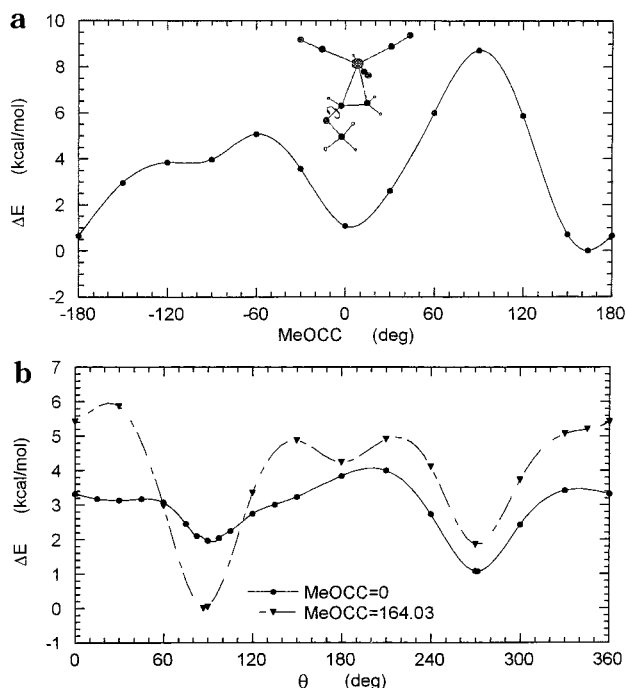 a
10
8
6
4
2
0
-2
ΔE (kcal/mol)
-180 -120 -60 0 60 120 180
MeOCC (deg)
b
7
6
5
4
3
2
1
0
-1
ΔE (kcal/mol)
MeOCC=0
MeOCC=164.03
0 60 120 180 240 300 360
θ (deg)